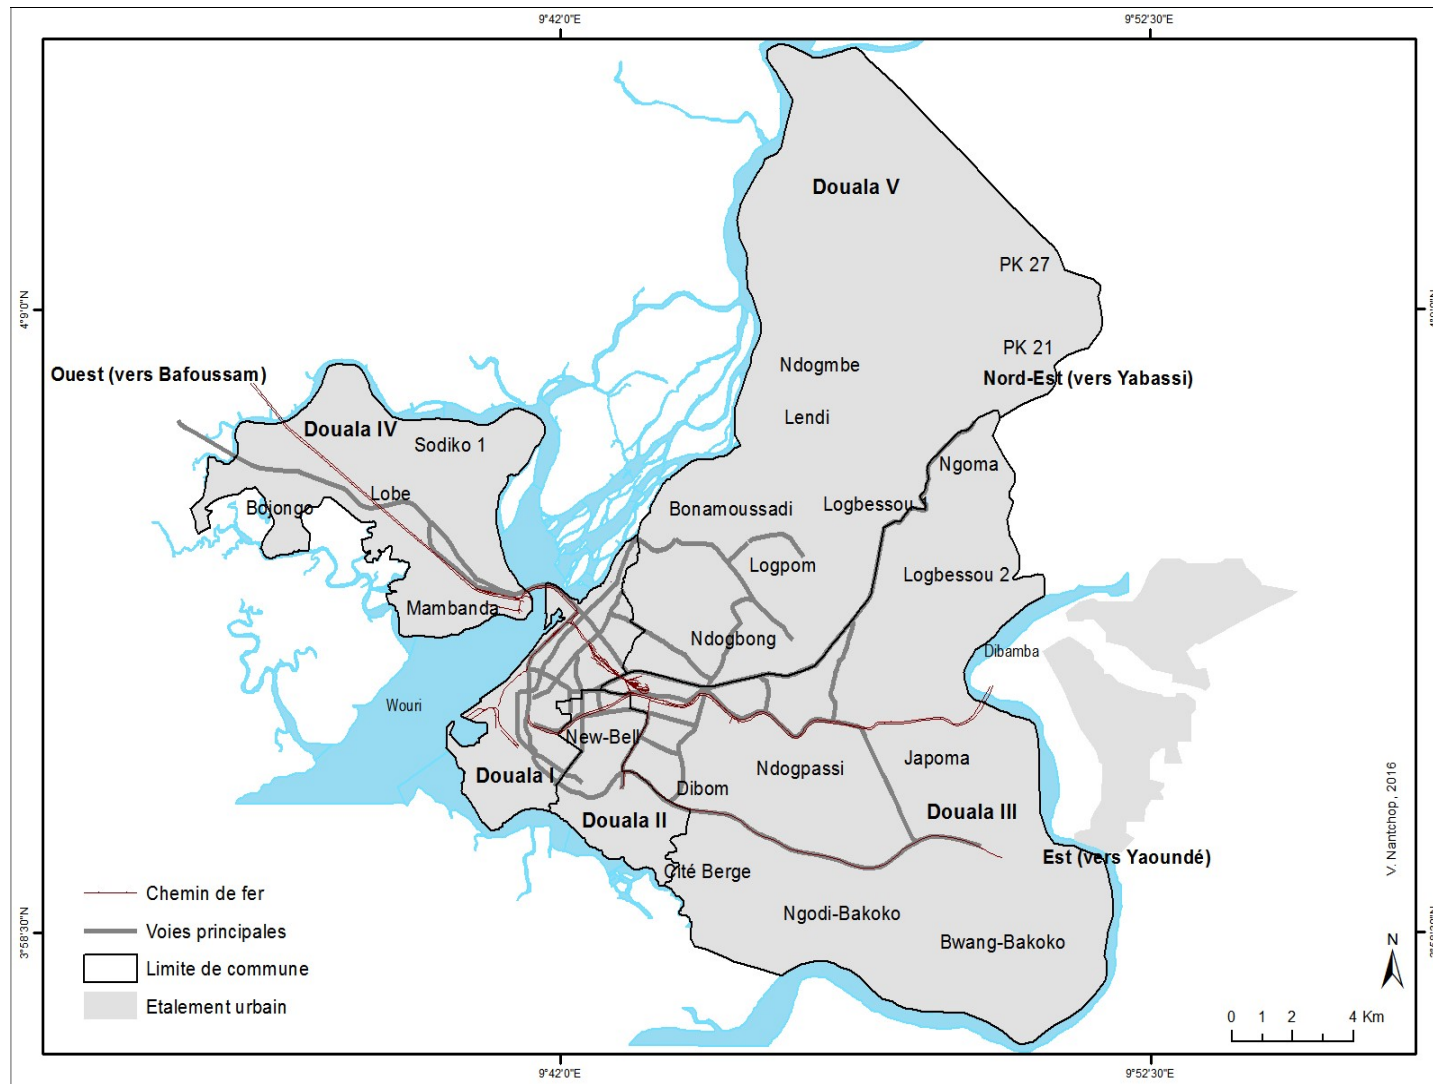 9°42'0"E
9°52'30"E
Douala V
PK 27
4°9'0"N
PK 21
Ndogmbe
Ouest (vers Bafoussam)
Nord-Est (vers Yabassi)
Lendi
Douala IV
Sodiko 1
Ngoma
Lobe
Logbessou 1
Bojongo
Bonamoussadi
Logpom
Logbessou 2
Mambanda
Ndogbong
Dibamba
Wouri
New-Bell
Japoma
Ndogpassi
Douala I
Dibom
Douala II
Douala III
V. Nantchop, 2016
Est (vers Yaoundé)
Cité Berge
Chemin de fer
Ngodi-Bakoko
Voies principales
3°58'30"N
Bwang-Bakoko
N
Limite de commune
Etalement urbain
0 1 2 4 Km
9°42'0"E
9°52'30"E